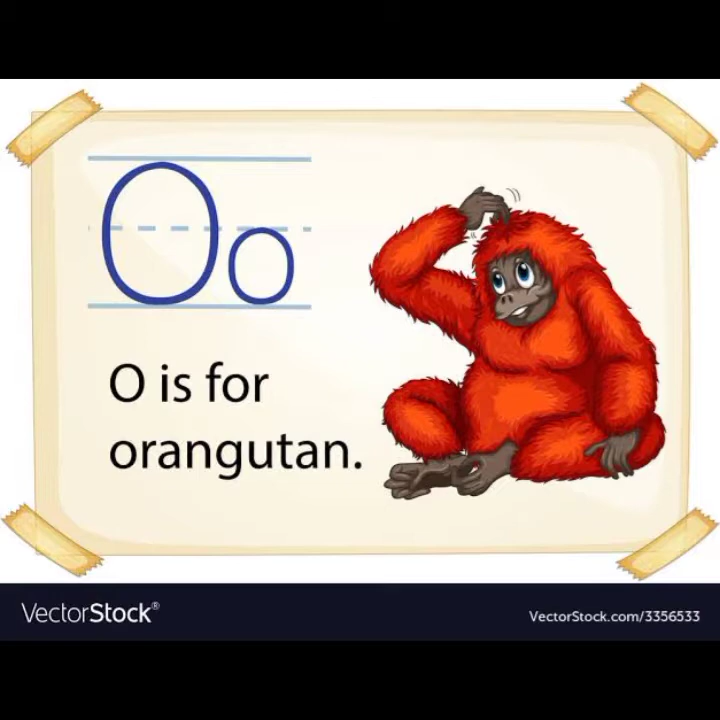 Oo
O is for
orangutan.
VectorStock®
VectorStock.com/3356533